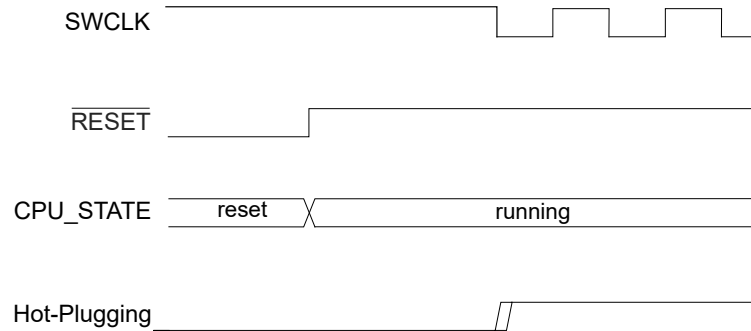 SWCLK
RESET
CPU_STATE reset running
Hot-Plugging